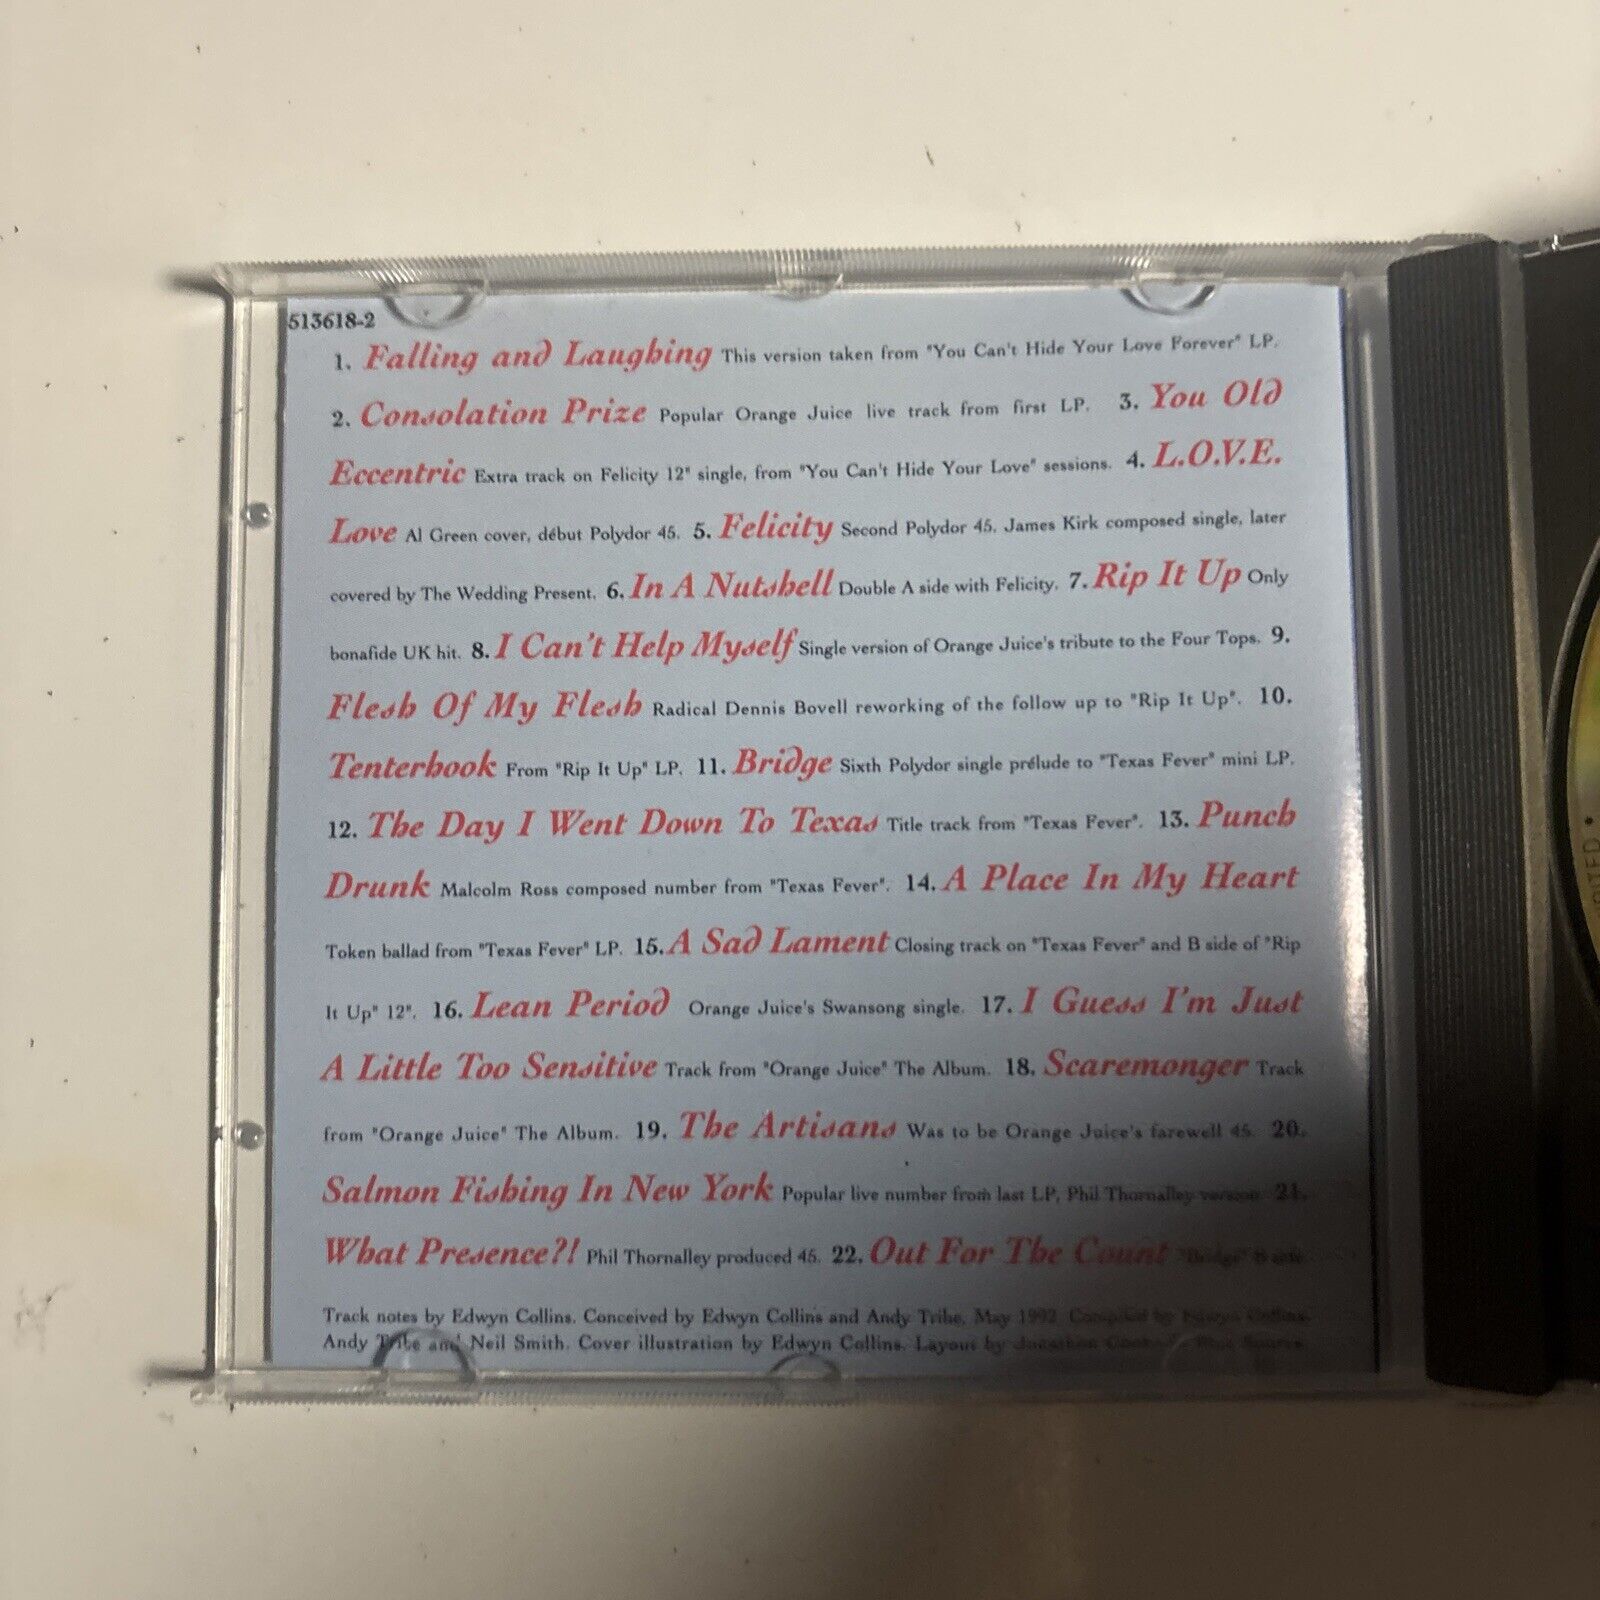 513618-2
1. Falling and Laughing This version taken from "You Can't Hide Your Love Forever" LP.
2. Consolation Prize Popular Orange Juice live track from first LP. 3. You Old
Eccentric Extra track on Felicity 12" single, from "You Can't Hide Your Love" sessions. 4. L.O.V.E.
Love Al Green cover, début Polydor 45. 5. Felicity Second Polydor 45. James Kirk composed single, later
covered by The Wedding Present. 6. In A Nutshell Double A side with Felicity. 7. Rip It Up Only
bonafide UK hit. 8. I Can't Help Myself Single version of Orange Juice's tribute to the Four Tops. 9.
Flesh Of My Flesh Radical Dennis Bovell reworking of the follow up to "Rip It Up". 10.
Tenterhook From "Rip It Up" LP. 11. Bridge Sixth Polydor single prélude to "Texas Fever" mini LP.
12. The Day I Went Down To Texas Title track from "Texas Fever". 13. Punch
Drunk Malcolm Ross composed number from "Texas Fever". 14. A Place In My Heart
Token ballad from "Texas Fever" LP. 15. A Sad Lament Closing track on "Texas Fever" and B side of "Rip
It Up" 12". 16. Lean Period Orange Juice's Swansong single. 17. I Guess I'm Just
A Little Too Sensitive Track from "Orange Juice" The Album. 18. Scaremonger Track
from "Orange Juice" The Album. 19. The Artisans Was to be Orange Juice's farewell 45. 20.
Salmon Fishing In New York Popular live number from last LP, Phil Thornalley version. 21.
What Presence?! Phil Thornalley produced 45. 22. Out For The Count "Bridge" B side
Track notes by Edwyn Collins. Conceived by Edwyn Collins and Andy Tribe, May 1992. Compiled by Edwyn Collins,
Andy Tribe and Neil Smith. Cover illustration by Edwyn Collins. Layout by